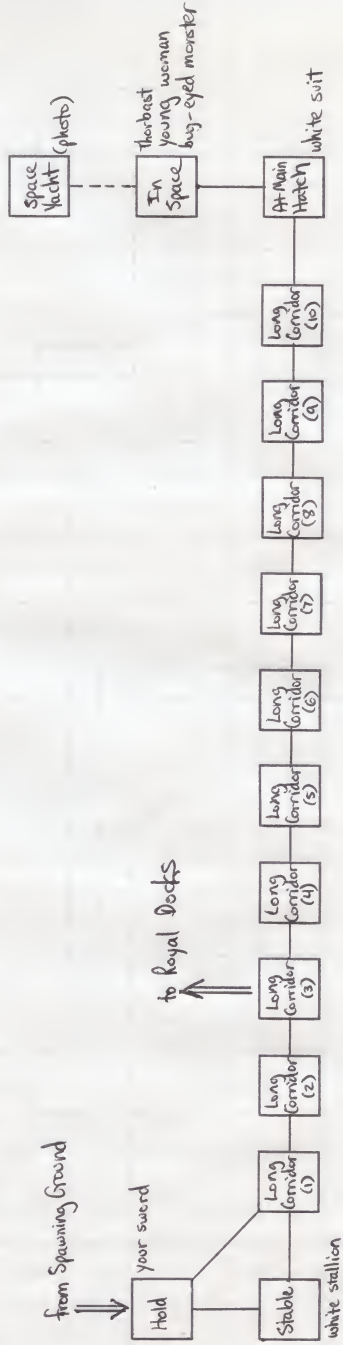 from Spawning Ground
Hold
your sword
Stable
white stallion
Long
Corridor
(1)
Long
Corridor
(2)
to Royal Docks
Long
Corridor
(3)
Long
Corridor
(4)
Long
Corridor
(5)
Long
Corridor
(6)
Long
Corridor
(7)
Long
Corridor
(8)
Long
Corridor
(9)
Long
Corridor
(10)
At Main
Hatch
white suit
In
Space
Thorbast
young woman
bug-eyed monster
Space
Yacht
(photo)